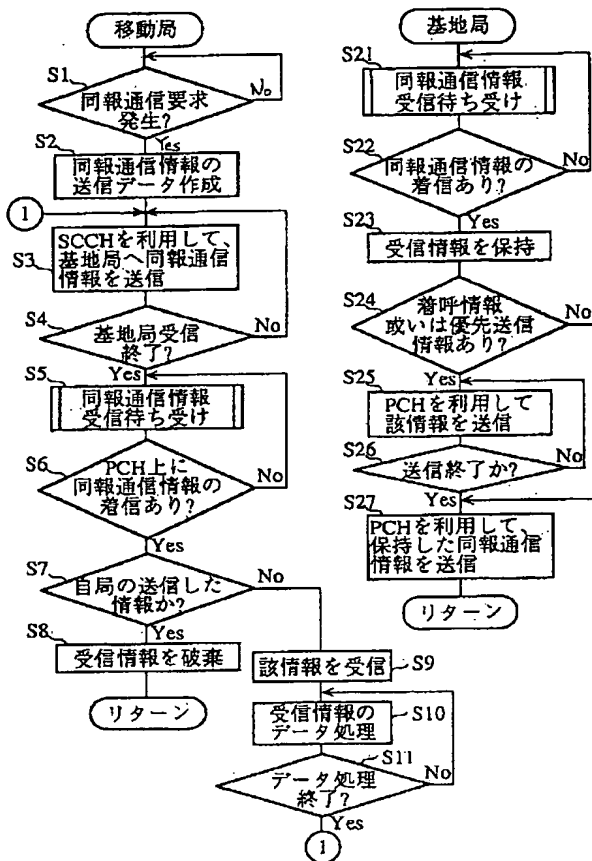 移動局
S1
同報通信要求
発生?
No
Yes
S2
同報通信情報の
送信データ作成
1
S3
SCCHを利用して、
基地局へ同報通信
情報を送信
S4
基地局受信
終了?
No
Yes
S5
同報通信情報
受信待ち受け
S6
PCH上に
同報通信情報の
着信あり?
No
Yes
S7
自局の送信した
情報か?
No
Yes
S8
受信情報を破棄
リターン
該情報を受信
S9
受信情報の
データ処理
S10
S11
データ処理
終了?
No
Yes
1
基地局
S21
同報通信情報
受信待ち受け
S22
同報通信情報の
着信あり?
No
Yes
S23
受信情報を保持
S24
着呼情報
或いは優先送信
情報あり?
No
Yes
S25
PCHを利用して
該情報を送信
S26
送信終了か?
No
Yes
S27
PCHを利用して、
保持した同報通信
情報を送信
リターン